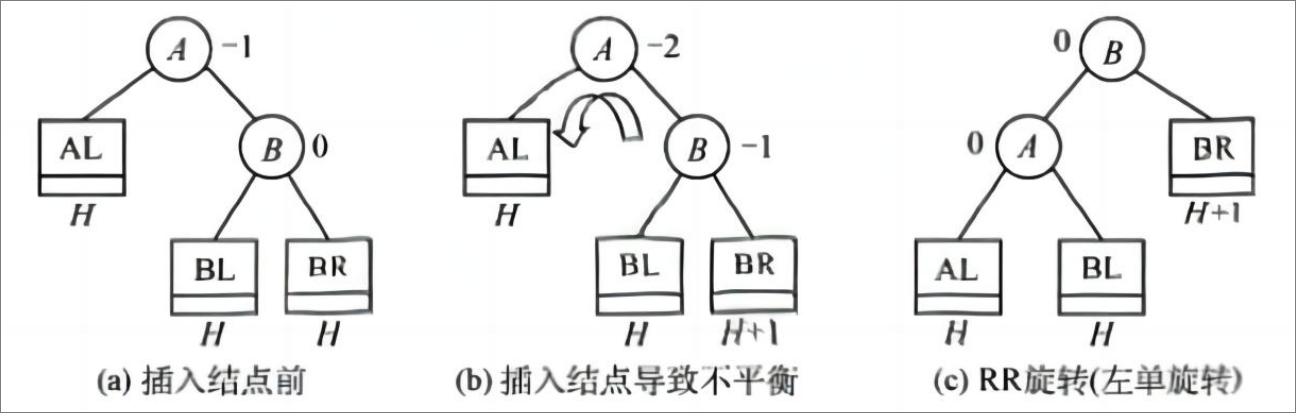 A -1
B 0
AL
H
BL
H
BR
H
(a) 插入结点前
A -2
B -1
AL
H
BL
H
BR
H+1
(b) 插入结点导致不平衡
0 B
0 A
BR
H+1
AL
H
BL
H
(c) RR旋转(左单旋转)